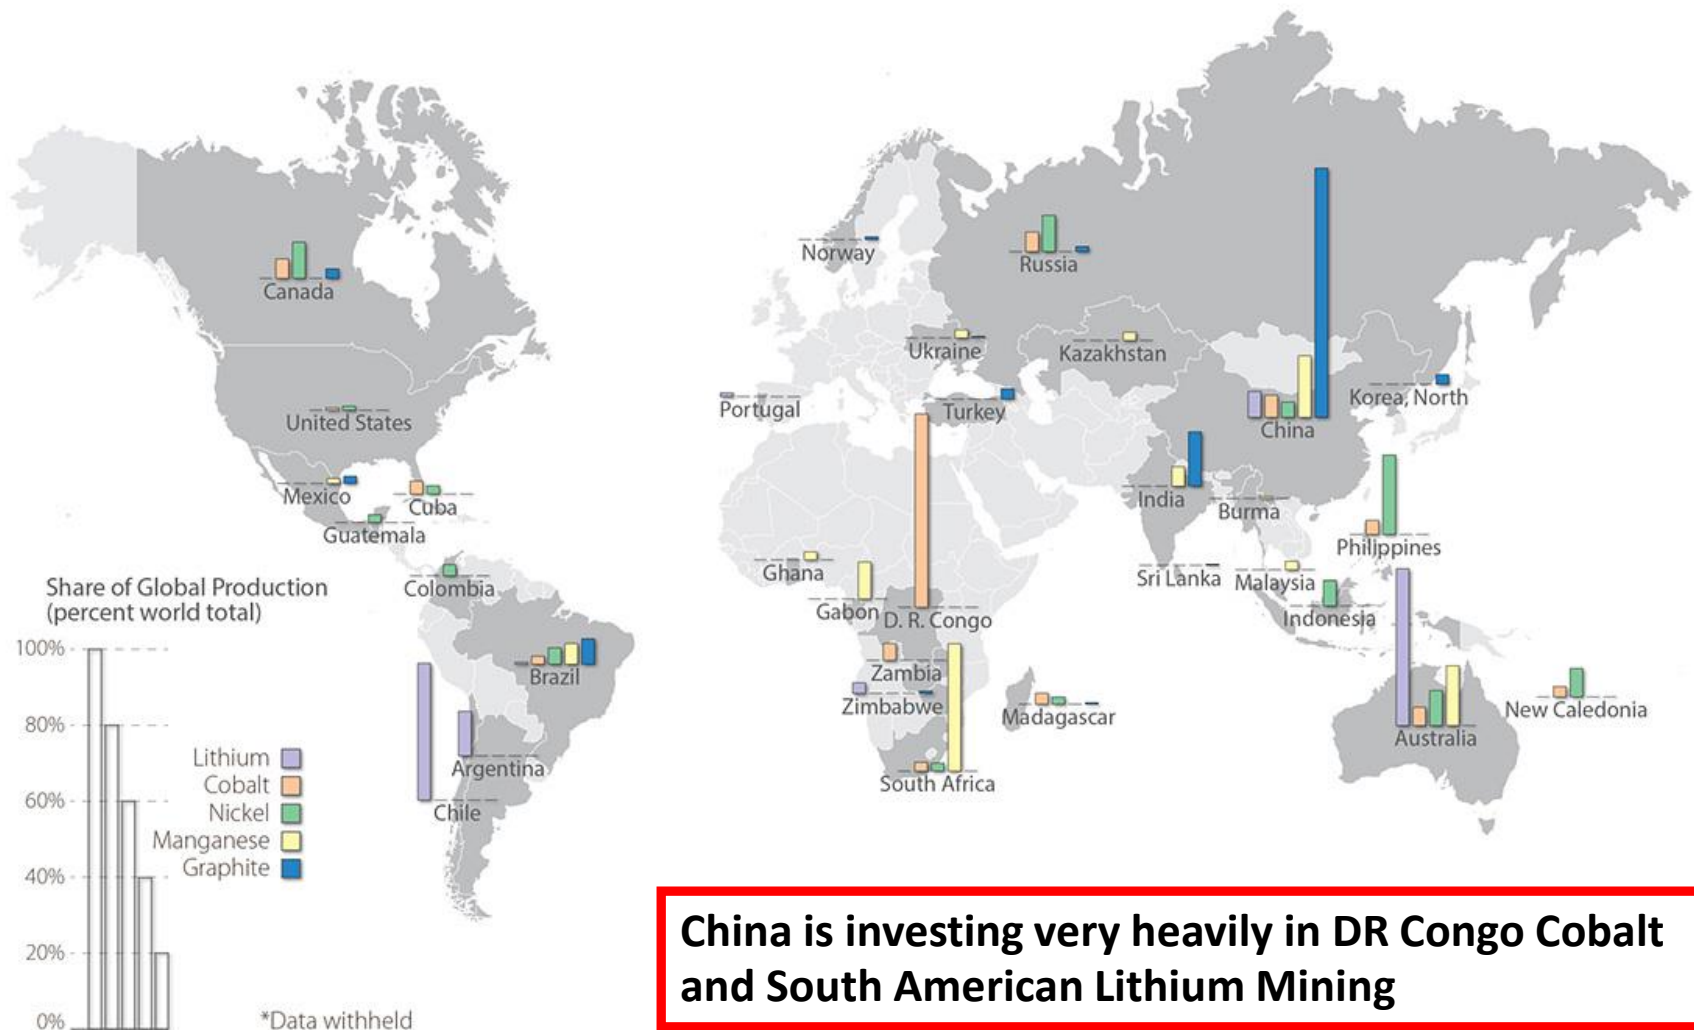 Canada
United States
Mexico
Cuba
Guatemala
Colombia
Brazil
Argentina
Chile
Norway
Russia
Ukraine
Kazakhstan
Portugal
Turkey
China
Korea, North
India
Burma
Philippines
Sri Lanka
Malaysia
Indonesia
Ghana
Gabon
D. R. Congo
Zambia
Zimbabwe
Madagascar
South Africa
Australia
New Caledonia
Share of Global Production
(percent world total)
100%
80%
60%
40%
20%
0%
Lithium
Cobalt
Nickel
Manganese
Graphite
*Data withheld
China is investing very heavily in DR Congo Cobalt
and South American Lithium Mining